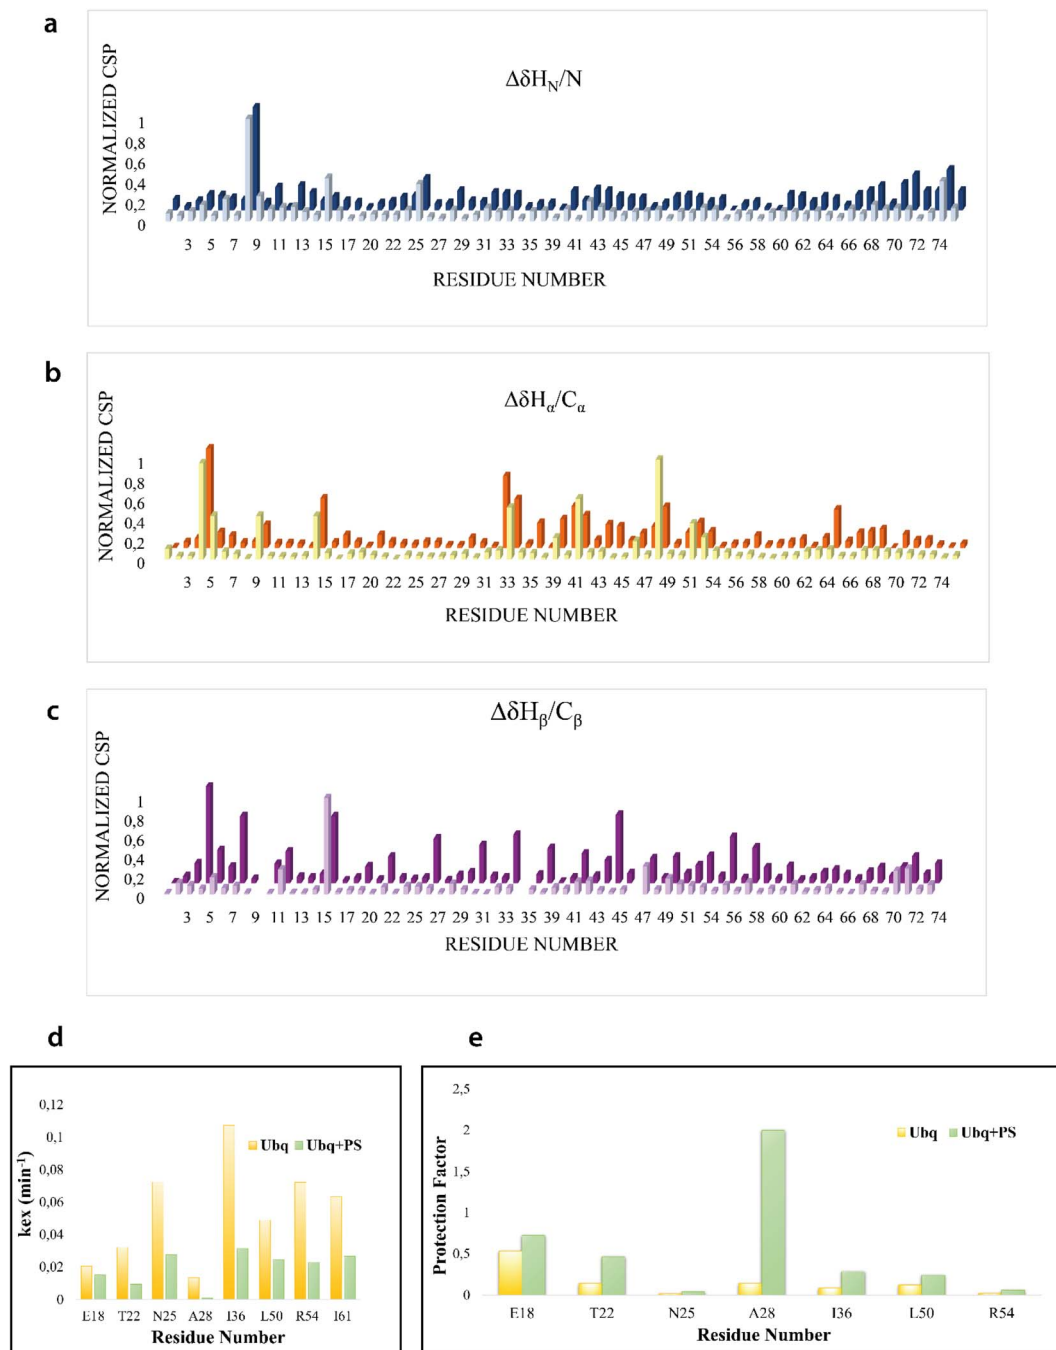 a
ΔδH_N/N
NORMALIZED CSP
1
0,8
0,6
0,4
0,2
0
3 5 7 9 11 13 15 17 20 22 25 27 29 31 33 35 39 41 43 45 47 49 51 54 56 58 60 62 64 66 68 70 72 74
RESIDUE NUMBER
b
ΔδH_α/C_α
NORMALIZED CSP
1
0,8
0,6
0,4
0,2
0
3 5 7 9 11 13 15 17 20 22 25 27 29 31 33 35 39 41 43 45 47 49 51 54 56 58 60 62 64 66 68 70 72 74
RESIDUE NUMBER
c
ΔδH_β/C_β
NORMALIZED CSP
1
0,8
0,6
0,4
0,2
0
3 5 7 9 11 13 15 17 20 22 25 27 29 31 33 35 39 41 43 45 47 49 51 54 56 58 60 62 64 66 68 70 72 74
RESIDUE NUMBER
d
0,12
0,1
0,08
0,06
0,04
0,02
0
kex (min⁻¹)
Ubq Ubq+PS
E18 T22 N25 A28 I36 L50 R54 I61
Residue Number
e
2,5
2
1,5
1
0,5
0
Protection Factor
Ubq Ubq+PS
E18 T22 N25 A28 I36 L50 R54
Residue Number